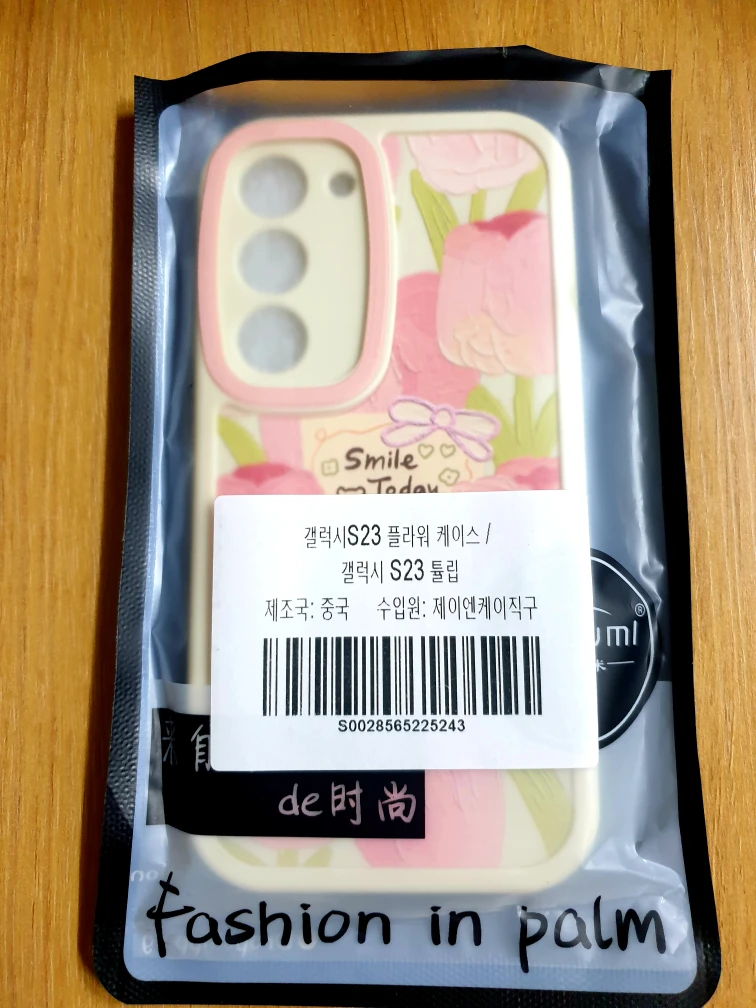 Smile
Today
갤럭시S23 플라워 케이스 /
갤럭시 S23 튤립
제조국: 중국 수입원: 제이엔케이직구
S0028565225243
umi®
米
de时尚
Fashion in palm